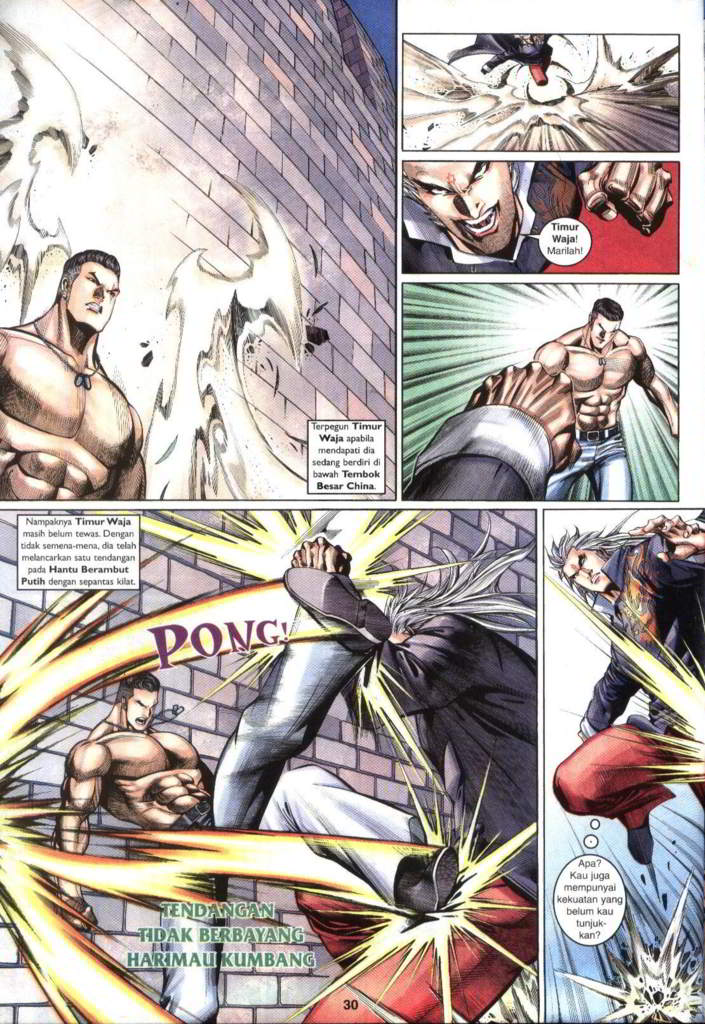 Terpegun Timur
Waja apabila
mendapati dia
sedang berdiri di
bawah Tembok
Besar China.
Timur
Waja!
Marilah!
Nampaknya Timur Waja
masih belum tewas. Dengan
tidak semena-mena, dia telah
melancarkan satu tendangan
pada Hantu Berambut
Putih dengan sepantas kilat.
PONG!
TENDANGAN
TIDAK BERBAYANG
HARIMAU KUMBANG
Apa?
Kau juga
mempunyai
kekuatan yang
belum kau
tunjuk-
kan?
30